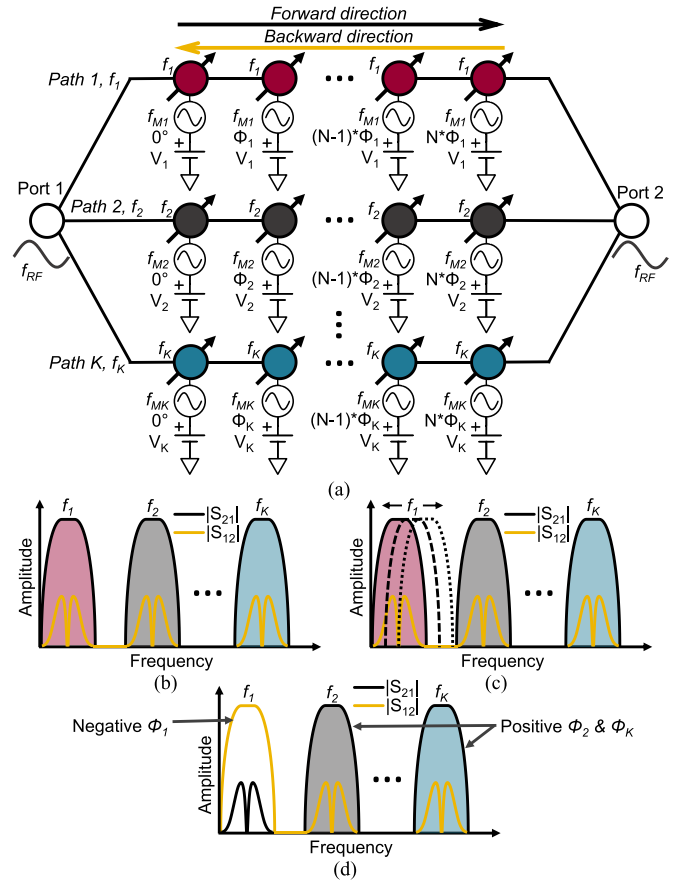 Forward direction
Backward direction
Path 1, f1
f1 f1 f1 f1
fM1 fM1 fM1 fM1
0° Φ1 (N-1)*Φ1 N*Φ1
+ + + +
V1 V1 V1 V1
Port 1 Port 2
Path 2, f2
f2 f2 f2 f2
fRF fRF
fM2 fM2 fM2 fM2
0° Φ2 (N-1)*Φ2 N*Φ2
+ + + +
V2 V2 V2 V2
Path K, fK
fK fK fK fK
fMK fMK fMK fMK
0° ΦK (N-1)*ΦK N*ΦK
+ + + +
VK VK VK VK
(a)
f1 f2 |S21| fK
|S12|
Amplitude
Frequency
(b)
f1 f2 |S21| fK
|S12|
Amplitude
Frequency
(c)
f1 f2 |S21| fK
|S12|
Negative Φ1
Positive Φ2 & ΦK
Amplitude
Frequency
(d)